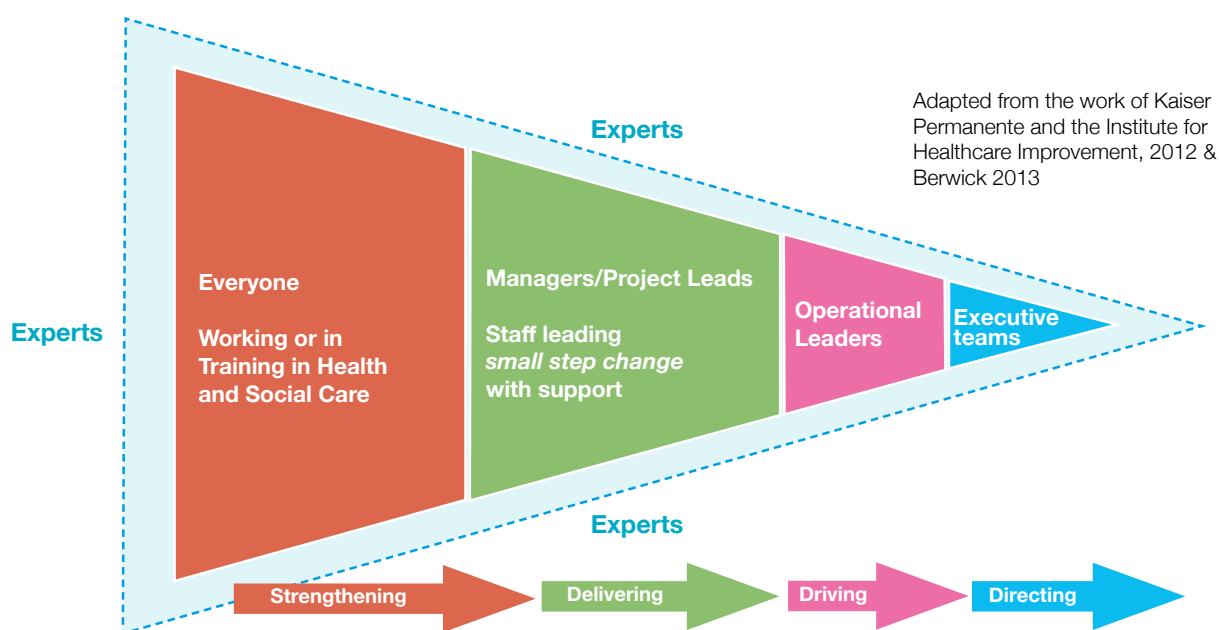 Adapted from the work of Kaiser
Permanente and the Institute for
Healthcare Improvement, 2012 &
Berwick 2013
Experts
Experts
Everyone
Working or in
Training in Health
and Social Care
Managers/Project Leads
Staff leading
small step change
with support
Operational
Leaders
Executive
teams
Experts
Strengthening
Delivering
Driving
Directing